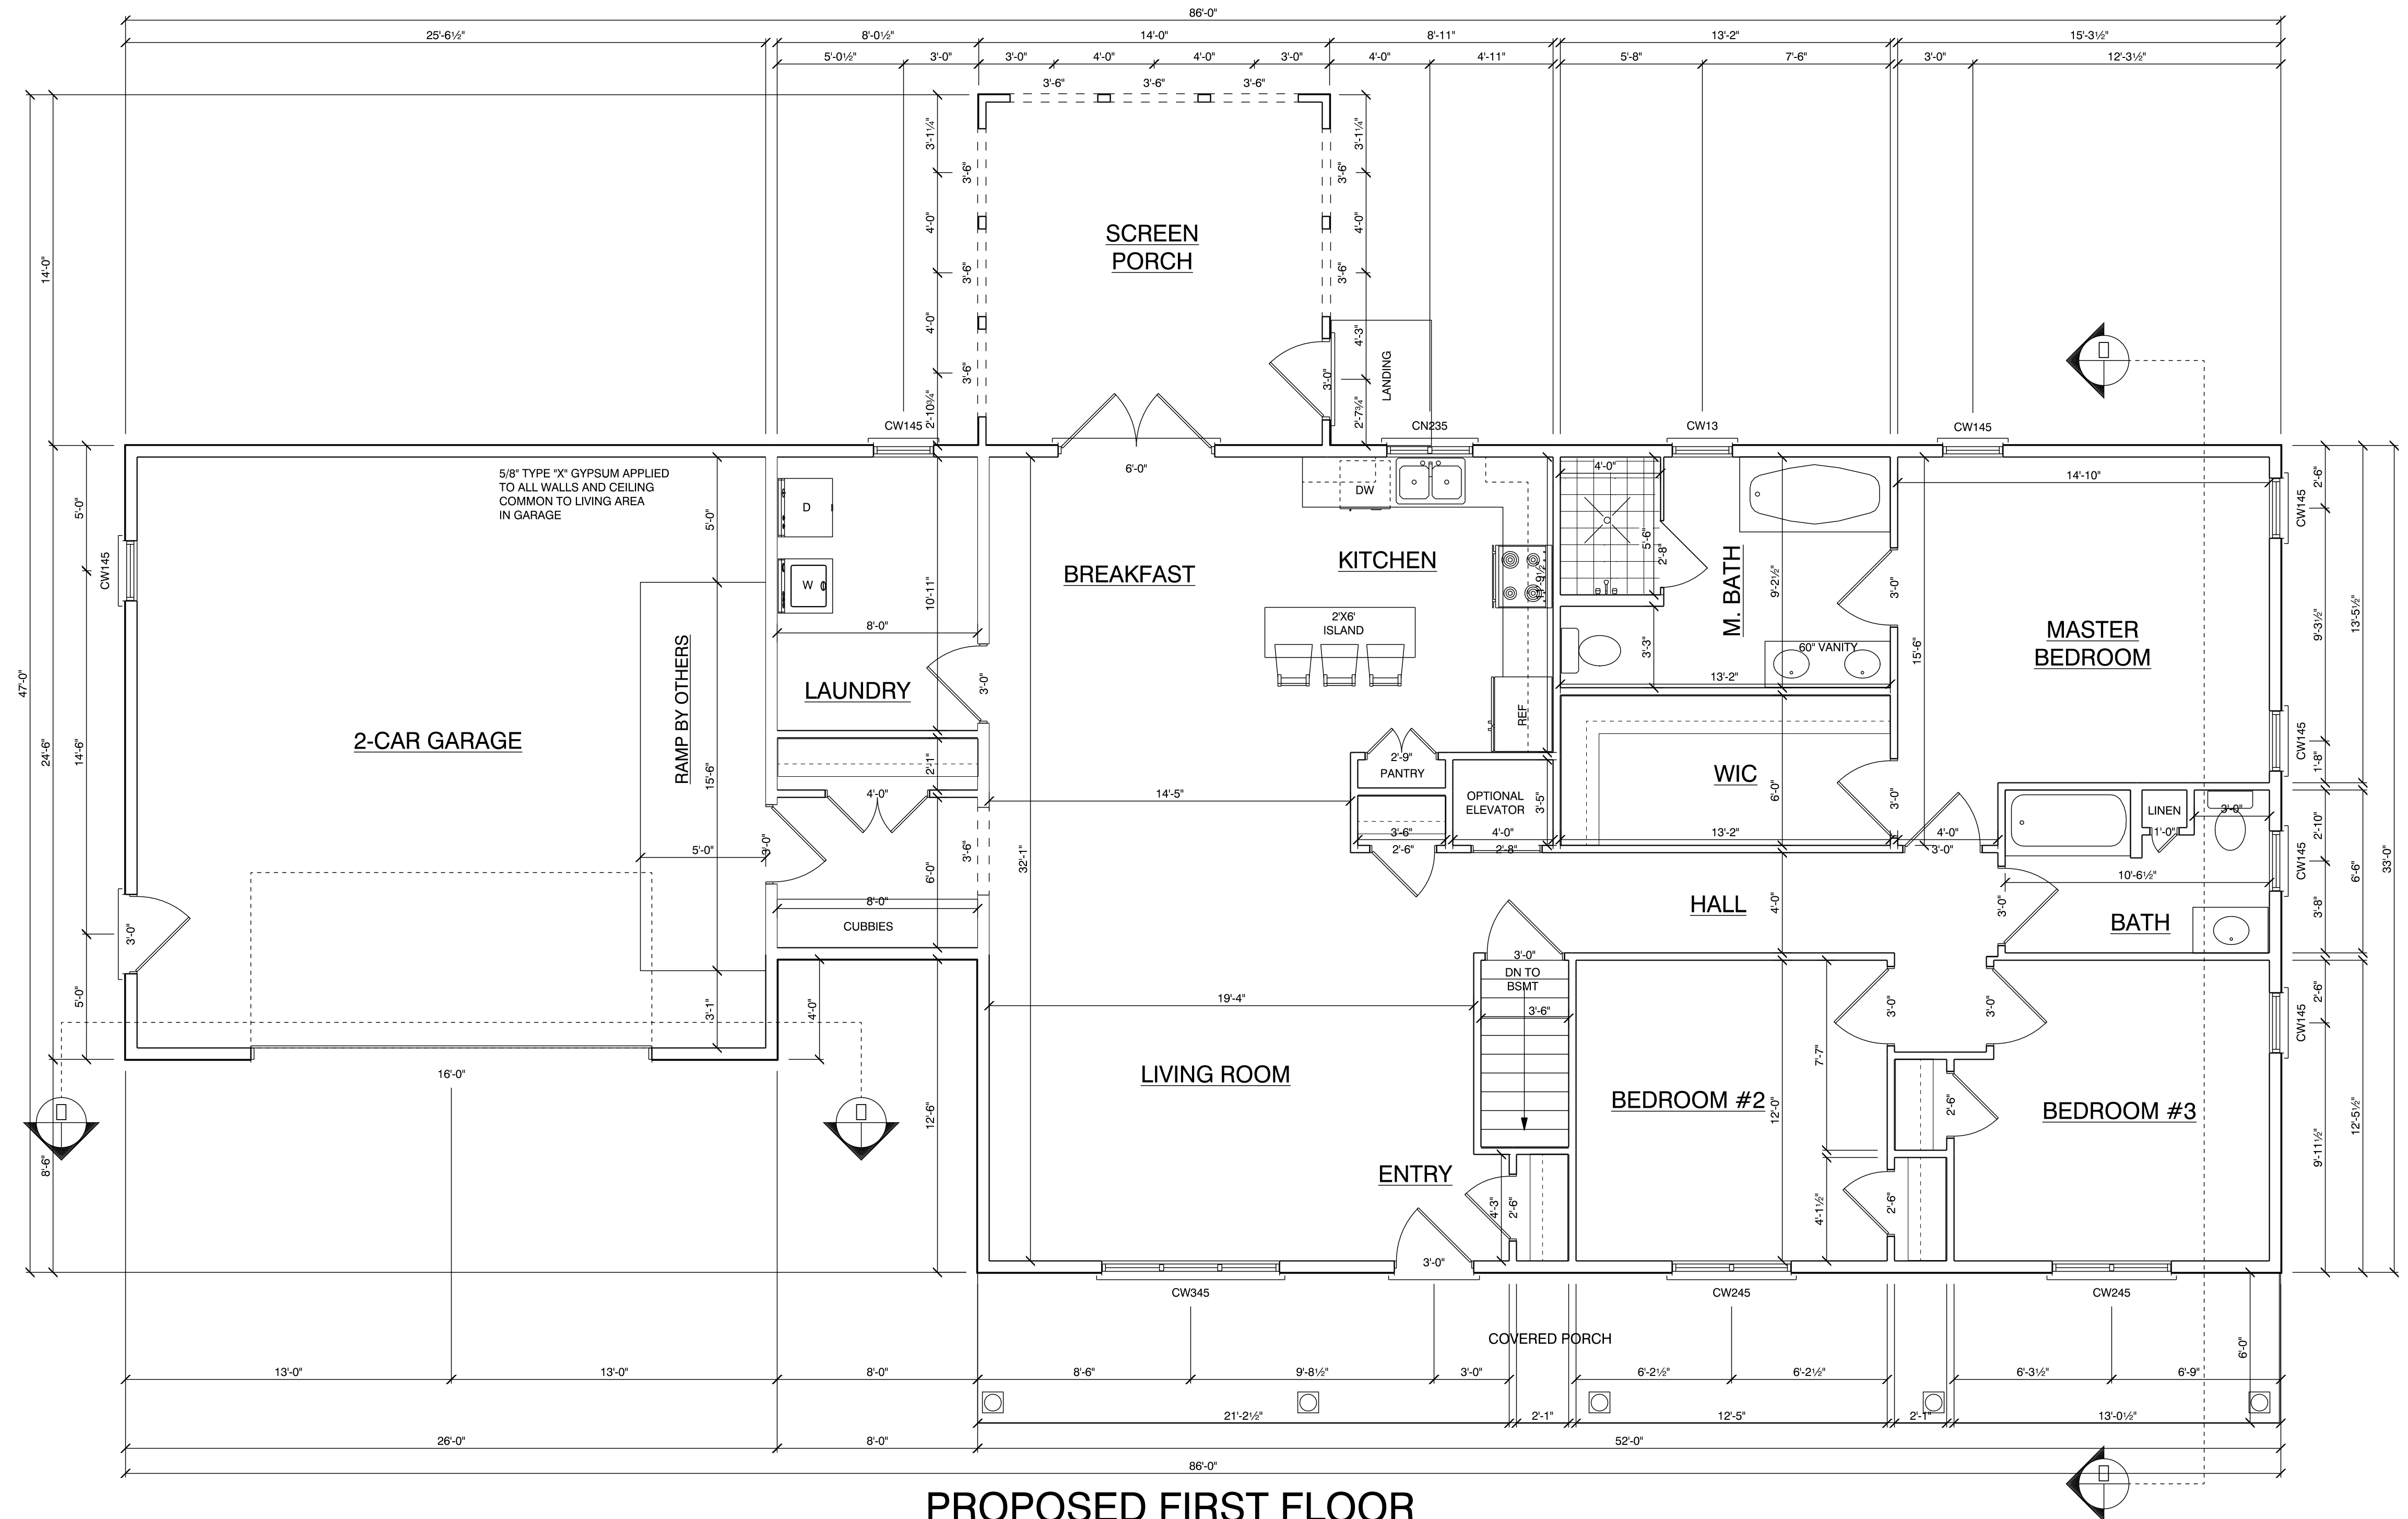 86'-0"
25'-6½"
8'-0½"
14'-0"
8'-11"
13'-2"
15'-3½"
5'-0½"
3'-0"
3'-0"
4'-0"
4'-0"
3'-0"
4'-0"
4'-11"
5'-8"
7'-6"
3'-0"
12'-3½"
3'-6"
3'-6"
3'-6"
3'-1¼"
3'-1¼"
3'-6"
3'-6"
4'-0"
4'-0"
SCREEN
PORCH
14'-0"
3'-6"
3'-6"
4'-0"
4'-3"
LANDING
3'-6"
3'-0"
2'-10¾"
2'-7¾"
CW145
CN235
CW13
CW145
6'-0"
5/8" TYPE "X" GYPSUM APPLIED
TO ALL WALLS AND CEILING
COMMON TO LIVING AREA
IN GARAGE
4'-0"
14'-10"
2'-6"
DW
D
5'-0"
5'-0"
CW145
CW145
5'-6"
2'-8"
BREAKFAST
KITCHEN
M. BATH
9'-2½"
3'-0"
W
10'-11"
2'X6'
ISLAND
9'-3½"
13'-5½"
8'-0"
MASTER
BEDROOM
3'-3"
60" VANITY
15'-6"
RAMP BY OTHERS
LAUNDRY
3'-0"
13'-2"
47'-0"
REF
2-CAR GARAGE
24'-6"
14'-6"
15'-6"
CW145
1'-8"
2'-1"
2'-9"
PANTRY
WIC
6'-0"
3'-0"
4'-0"
14'-5"
OPTIONAL
ELEVATOR
3'-5"
LINEN
3'-0"
1'-0"
2'-10"
3'-6"
4'-0"
13'-2"
4'-0"
2'-6"
2'-8"
3'-0"
5'-0"
3'-0"
3'-6"
32'-1"
6'-0"
CW145
6'-6"
33'-0"
10'-6½"
8'-0"
CUBBIES
HALL
4'-0"
3'-0"
BATH
3'-8"
3'-0"
3'-0"
DN TO
BSMT
5'-0"
3'-1"
4'-0"
19'-4"
3'-6"
3'-0"
3'-0"
2'-6"
CW145
16'-0"
LIVING ROOM
7'-7"
BEDROOM #2
12'-0"
2'-6"
BEDROOM #3
12'-6"
12'-5½"
9'-11½"
8'-6"
ENTRY
4'-3"
2'-6"
4'-1½"
2'-6"
3'-0"
CW345
CW245
CW245
COVERED PORCH
6'-0"
13'-0"
13'-0"
8'-0"
8'-6"
9'-8½"
3'-0"
6'-2½"
6'-2½"
6'-3½"
6'-9"
21'-2½"
2'-1"
12'-5"
2'-1"
13'-0½"
26'-0"
8'-0"
52'-0"
86'-0"
PROPOSED FIRST FLOOR